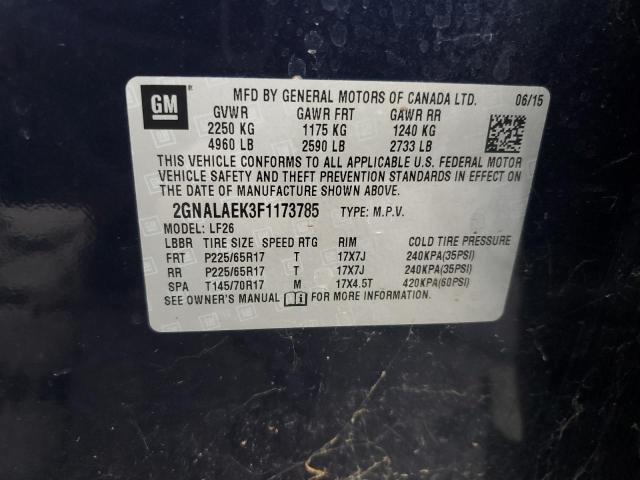 GM
MFD BY GENERAL MOTORS OF CANADA LTD. 06/15
GVWR GAWR FRT GAWR RR
2250 KG 1175 KG 1240 KG
4960 LB 2590 LB 2733 LB
THIS VEHICLE CONFORMS TO ALL APPLICABLE U.S. FEDERAL MOTOR
VEHICLE SAFETY AND THEFT PREVENTION STANDARDS IN EFFECT ON
THE DATE OF MANUFACTURE SHOWN ABOVE.
2GNALAEK3F1173785 TYPE: M.P.V.
MODEL: LF26
LBBR TIRE SIZE SPEED RTG RIM COLD TIRE PRESSURE
FRT P225/65R17 T 17X7J 240KPA(35PSI)
RR P225/65R17 T 17X7J 240KPA(35PSI)
SPA T145/70R17 M 17X4.5T 420KPA(60PSI)
SEE OWNER'S MANUAL i FOR MORE INFORMATION.